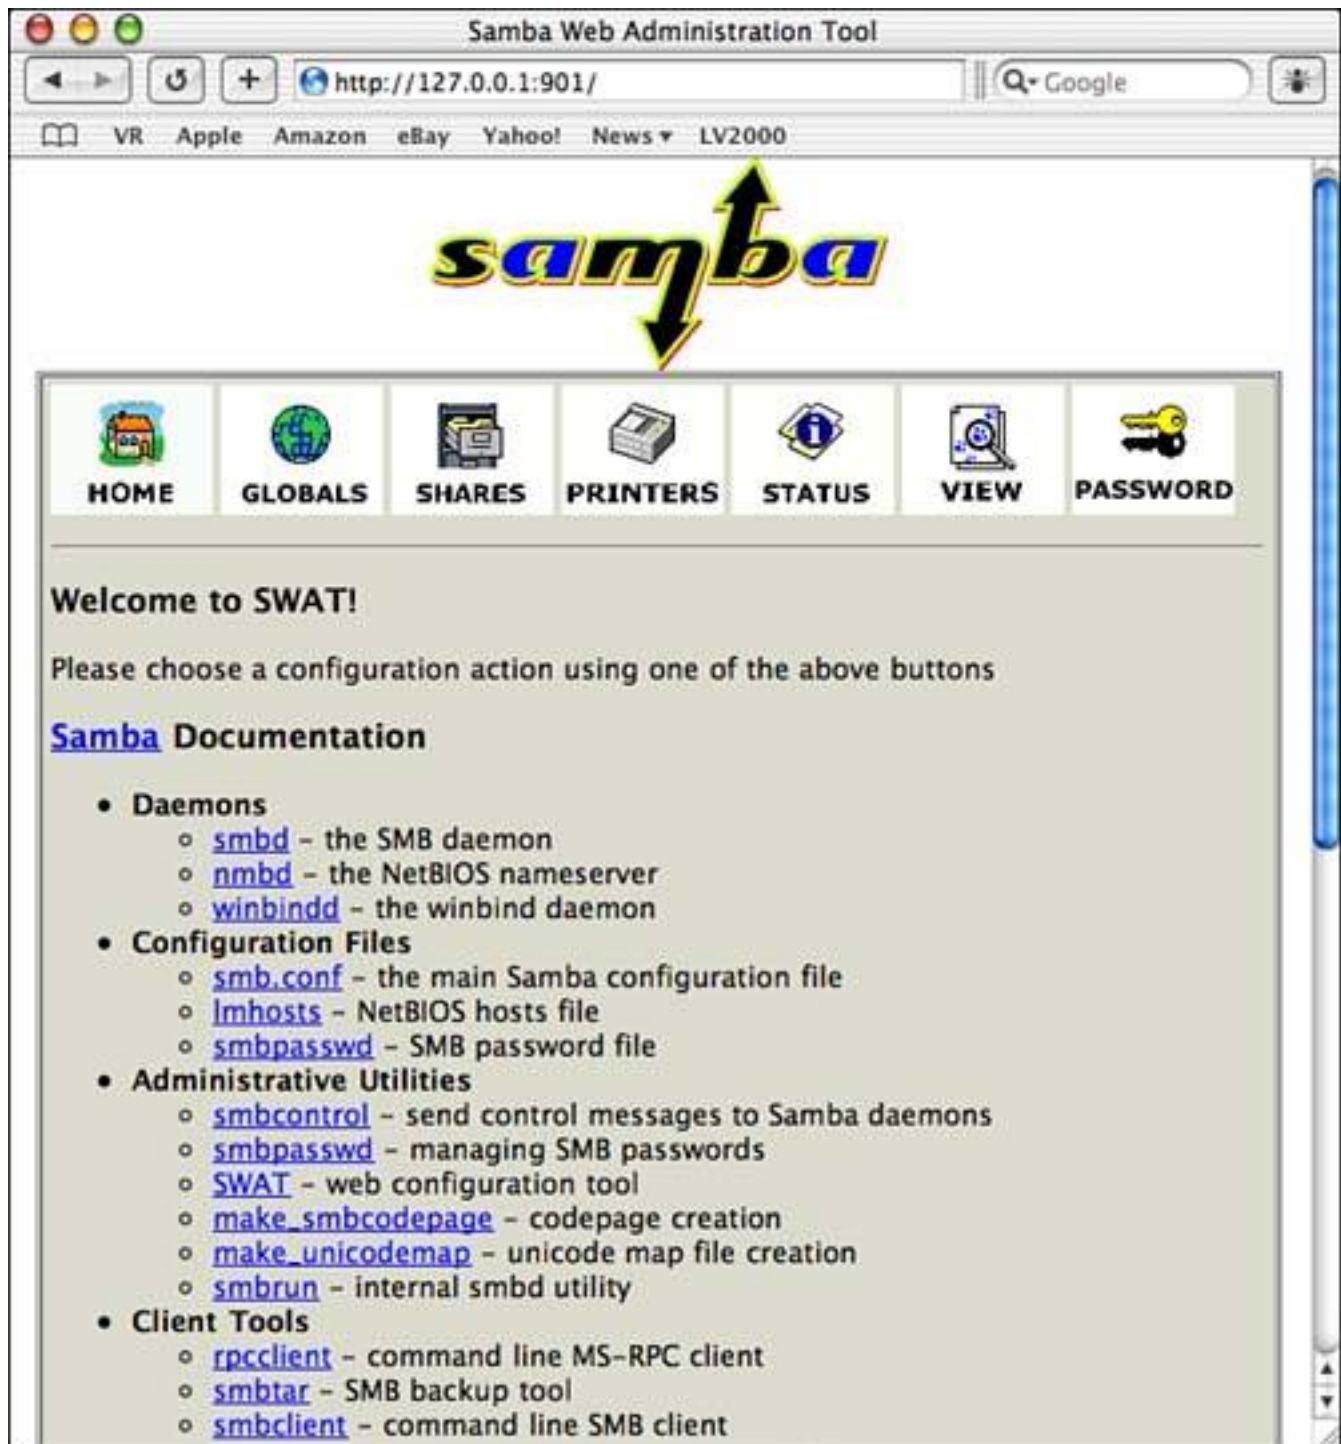 Samba Web Administration Tool
http://127.0.0.1:901/
Google
VR Apple Amazon eBay Yahoo! News LV2000
samba
HOME GLOBALS SHARES PRINTERS STATUS VIEW PASSWORD
Welcome to SWAT!
Please choose a configuration action using one of the above buttons
Samba Documentation
Daemons
smbd – the SMB daemon
nmbd – the NetBIOS nameserver
winbindd – the winbind daemon
Configuration Files
smb.conf – the main Samba configuration file
lmhosts – NetBIOS hosts file
smbpasswd – SMB password file
Administrative Utilities
smbcontrol – send control messages to Samba daemons
smbpasswd – managing SMB passwords
SWAT – web configuration tool
make_smbcodepage – codepage creation
make_unicodemap – unicode map file creation
smbrun – internal smbd utility
Client Tools
rpcclient – command line MS-RPC client
smbtar – SMB backup tool
smbclient – command line SMB client